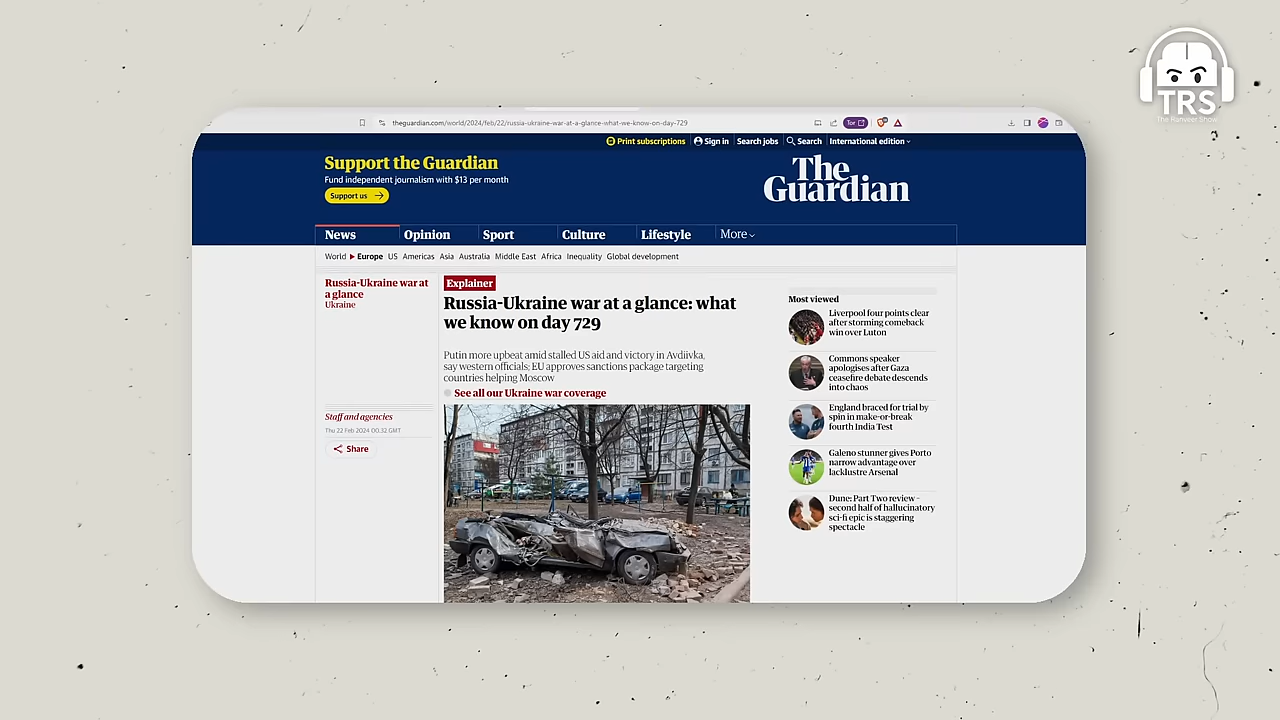 TRS
The Ranveer Show
theguardian.com/world/2024/feb/22/russia-ukraine-war-at-a-glance-what-we-know-on-day-729
Tor
Print subscriptions
Sign in
Search jobs
Search
International edition
Support the Guardian
Fund independent journalism with $13 per month
Support us
The
Guardian
News
Opinion
Sport
Culture
Lifestyle
More
World
Europe
US
Americas
Asia
Australia
Middle East
Africa
Inequality
Global development
Russia-Ukraine war at
a glance
Ukraine
Explainer
Russia-Ukraine war at a glance: what
we know on day 729
Putin more upbeat amid stalled US aid and victory in Avdiivka,
say western officials; EU approves sanctions package targeting
countries helping Moscow
See all our Ukraine war coverage
Staff and agencies
Thu 22 Feb 2024 00.32 GMT
Share
Most viewed
Liverpool four points clear
after storming comeback
win over Luton
Commons speaker
apologises after Gaza
ceasefire debate descends
into chaos
England braced for trial by
spin in make-or-break
fourth India Test
Galeno stunner gives Porto
narrow advantage over
lacklustre Arsenal
Dune: Part Two review –
second half of hallucinatory
sci-fi epic is staggering
spectacle